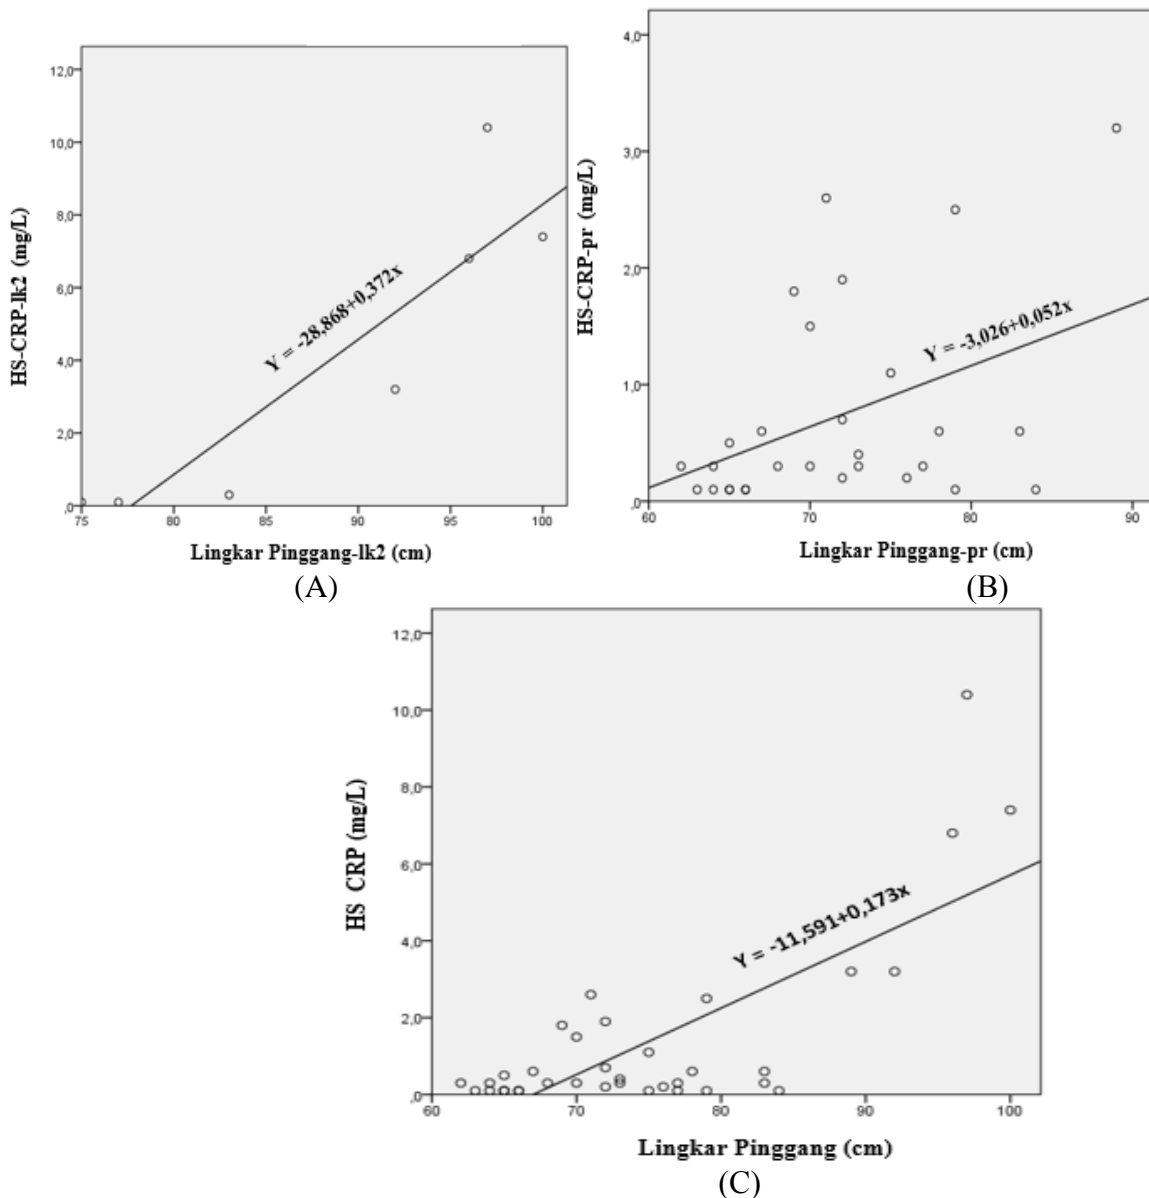 HS-CRP-lk2 (mg/L)
12,0
10,0
8,0
6,0
4,0
2,0
,0
75 80 85 90 95 100
Y = -28,868+0,372x
Lingkar Pinggang-lk2 (cm)
(A)
HS-CRP-pr (mg/L)
4,0
3,0
2,0
1,0
,0
60 70 80 90
Y = -3,026+0,052x
Lingkar Pinggang-pr (cm)
(B)
HS CRP (mg/L)
12,0
10,0
8,0
6,0
4,0
2,0
,0
60 70 80 90 100
Y = -11,591+0,173x
Lingkar Pinggang (cm)
(C)